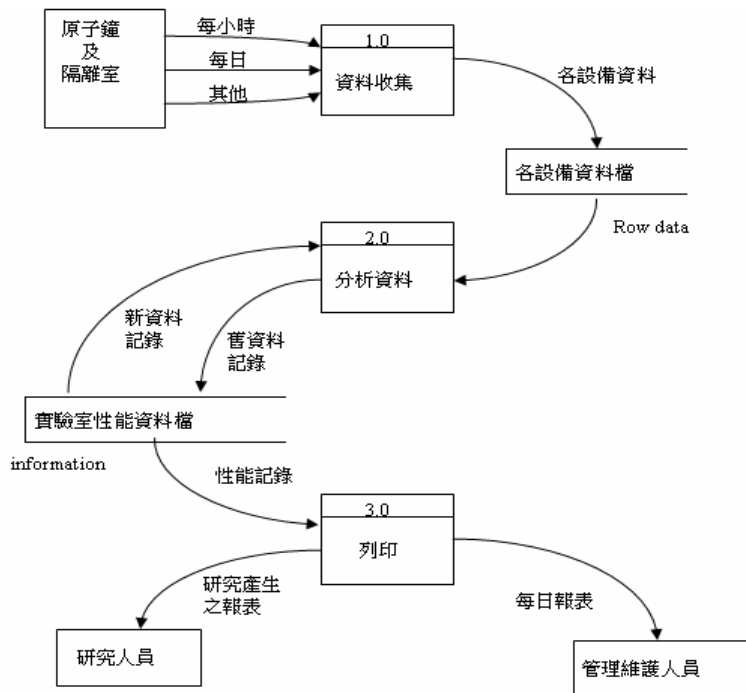 原子鐘
及
隔離室
每小時
每日
其他
1.0
資料收集
各設備資料
各設備資料檔
Row data
2.0
分析資料
新資料
記錄
舊資料
記錄
實驗室性能資料檔
information
性能記錄
3.0
列印
研究產生
之報表
每日報表
研究人員
管理維護人員